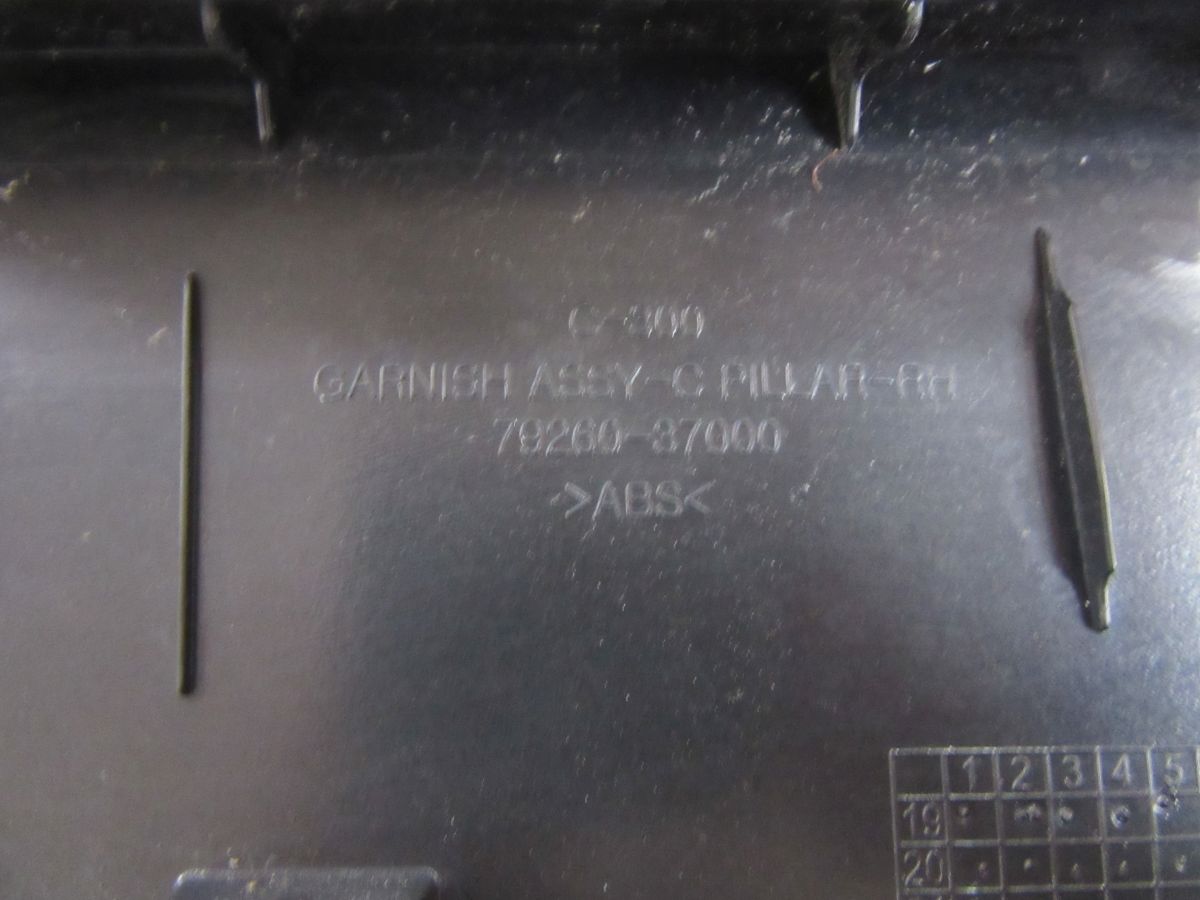 C-300
GARNISH ASSY-C PILLAR-RH
79260-37000
>ABS<
1 2 3 4 5
19
20